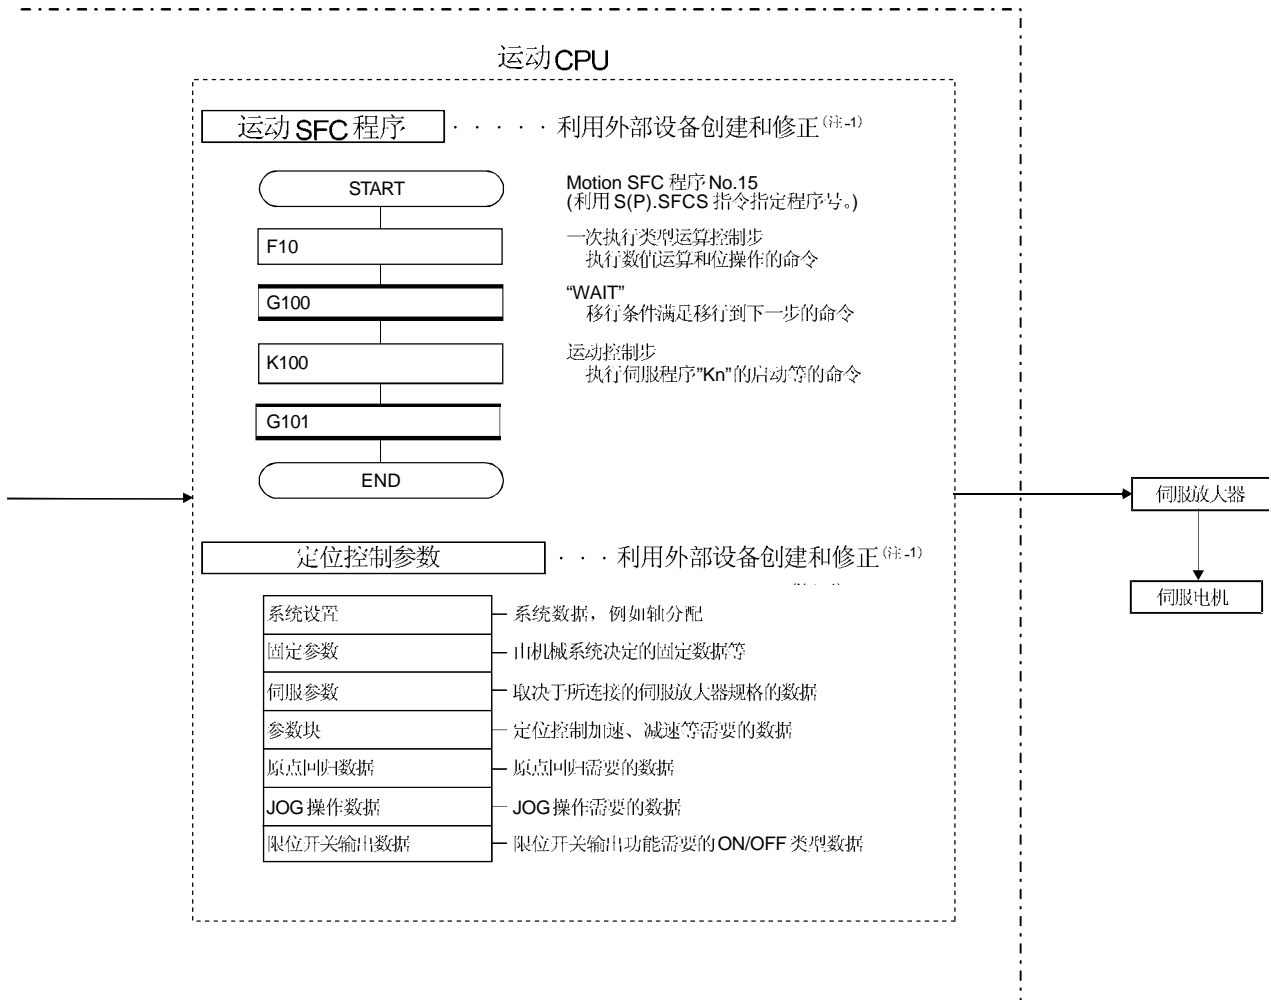 运动CPU
运动 SFC 程序 · · · · · 利用外部设备创建和修正(注-1)
START
Motion SFC 程序 No.15
(利用 S(P).SFCS 指令指定程序号。)
F10
一次执行类型运算控制步
执行数值运算和位操作的命令
G100
“WAIT”
移行条件满足移行到下一步的命令
K100
运动控制步
执行伺服程序”Kn”的启动等的命令
G101
END
伺服放大器
伺服电机
定位控制参数 · · · 利用外部设备创建和修正(注-1)
系统设置 系统数据，例如轴分配
固定参数 由机械系统决定的固定数据等
伺服参数 取决于所连接的伺服放大器规格的数据
参数块 定位控制加速、减速等需要的数据
原点回归数据 原点回归需要的数据
JOG 操作数据 JOG 操作需要的数据
限位开关输出数据 限位开关输出功能需要的 ON/OFF 类型数据